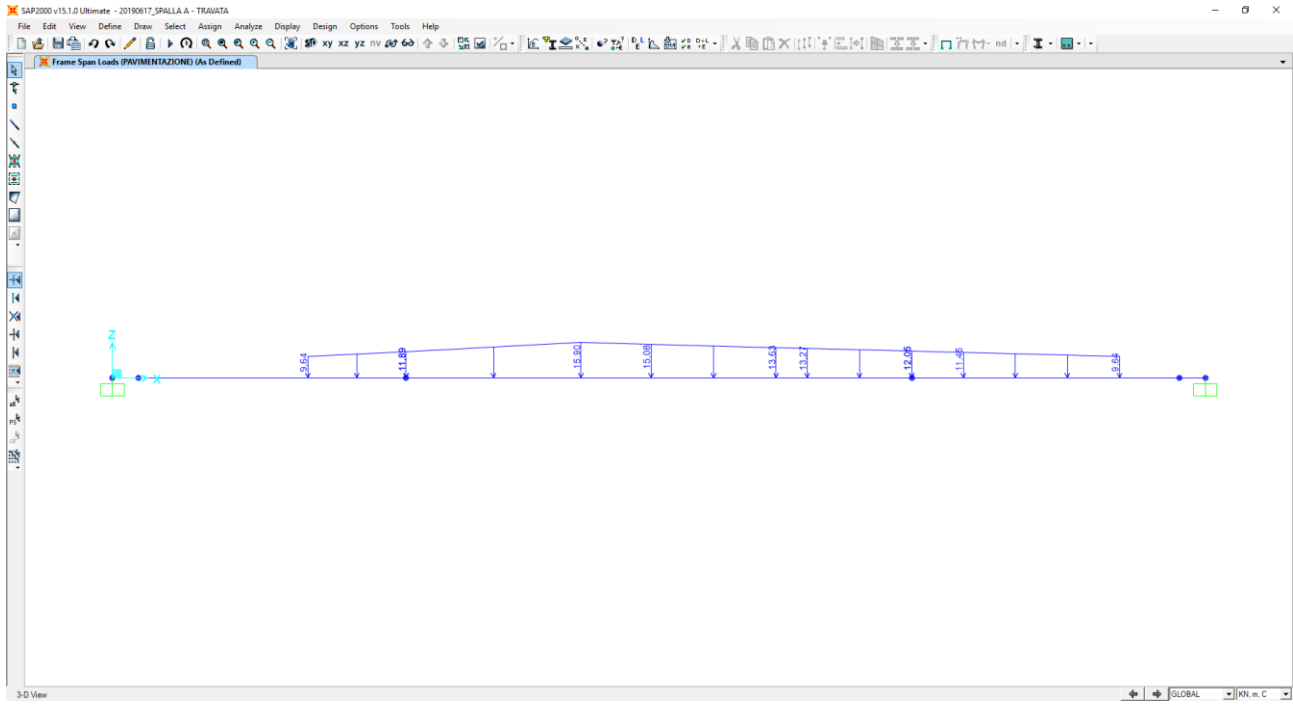 SAP2000 v15.1.0 Ultimate - 20190617_SPALLA A - TRAVATA
File Edit View Define Draw Select Assign Analyze Display Design Options Tools Help
xy xz yz nv
nd
Frame Span Loads (PAVIMENTAZIONE) (As Defined)
Z
X
9.64
11.89
15.90
15.08
13.63
13.27
12.05
11.45
9.64
3-D View
GLOBAL
KN, m, C